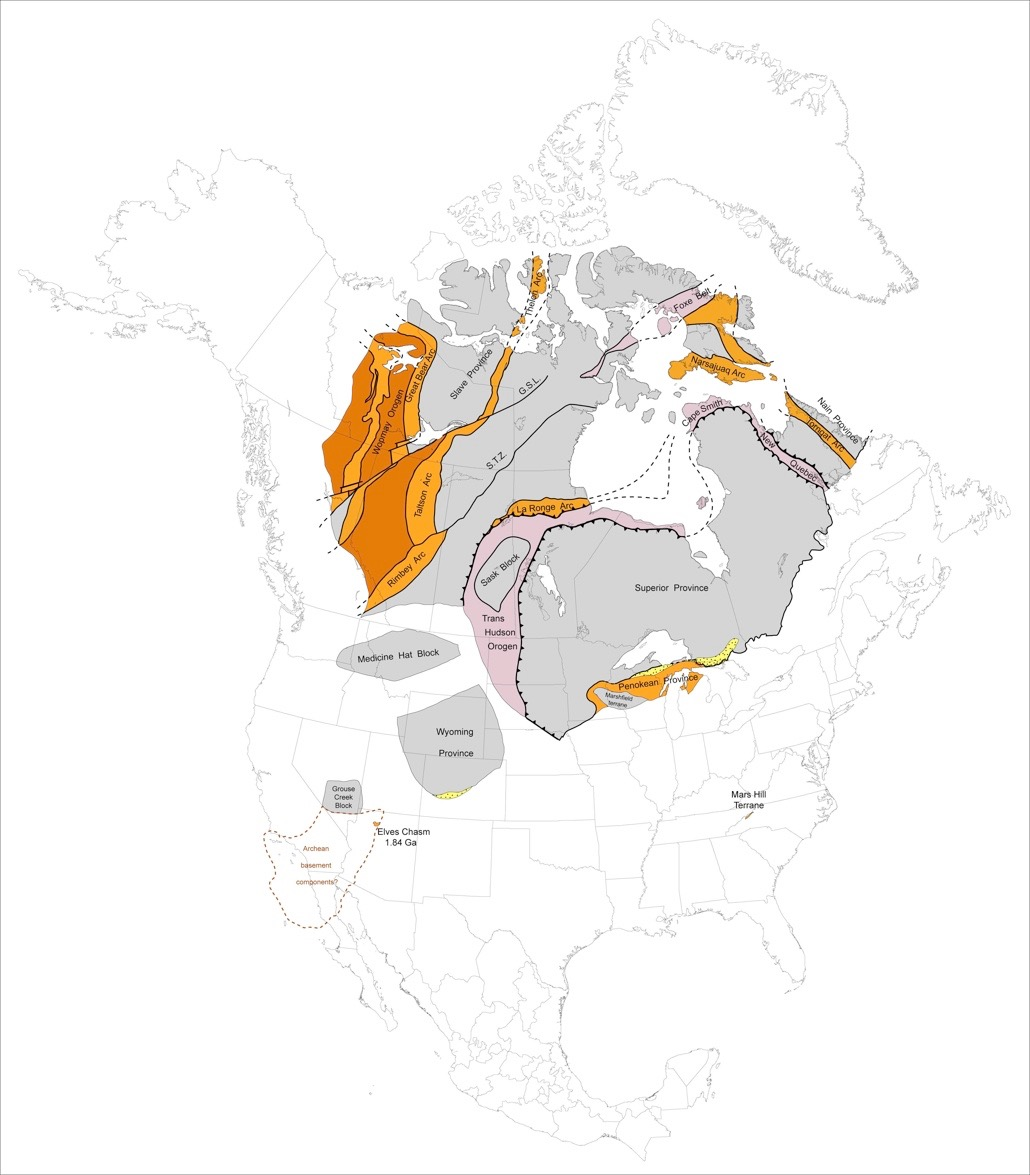 Thelon Arc
Foxe Belt
Great Bear Arc
Slave Province
Narsajuaq Arc
G.S.L.
Wopmay Orogen
Cape Smith
Nain Province
Torngat Arc
New
Quebec
S.T.Z.
Taltson Arc
La Ronge Arc
Rimbey Arc
Sask Block
Superior Province
Trans
Hudson
Orogen
Medicine Hat Block
Penokean Province
Marshfield
terrane
Wyoming
Province
Grouse
Creek
Block
Mars Hill
Terrane
Elves Chasm
1.84 Ga
Archean
basement
components?